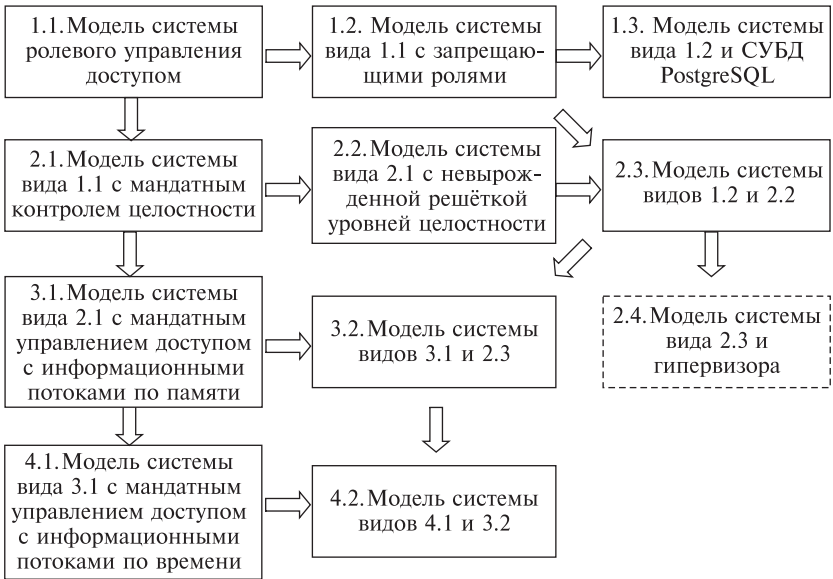 1.1. Модель системы
ролевого управления
доступом
1.2. Модель системы
вида 1.1 с запрещаю-
щими ролями
1.3. Модель системы
вида 1.2 и СУБД
PostgreSQL
2.1. Модель системы
вида 1.1 с мандатным
контролем целостности
2.2. Модель системы
вида 2.1 с невырож-
денной решёткой
уровней целостности
2.3. Модель системы
видов 1.2 и 2.2
3.1. Модель системы
вида 2.1 с мандатным
управлением доступом
с информационными
потоками по памяти
3.2. Модель системы
видов 3.1 и 2.3
2.4. Модель системы
вида 2.3 и
гипервизора
4.1. Модель системы
вида 3.1 с мандатным
управлением доступом
с информационными
потоками по времени
4.2. Модель системы
видов 4.1 и 3.2